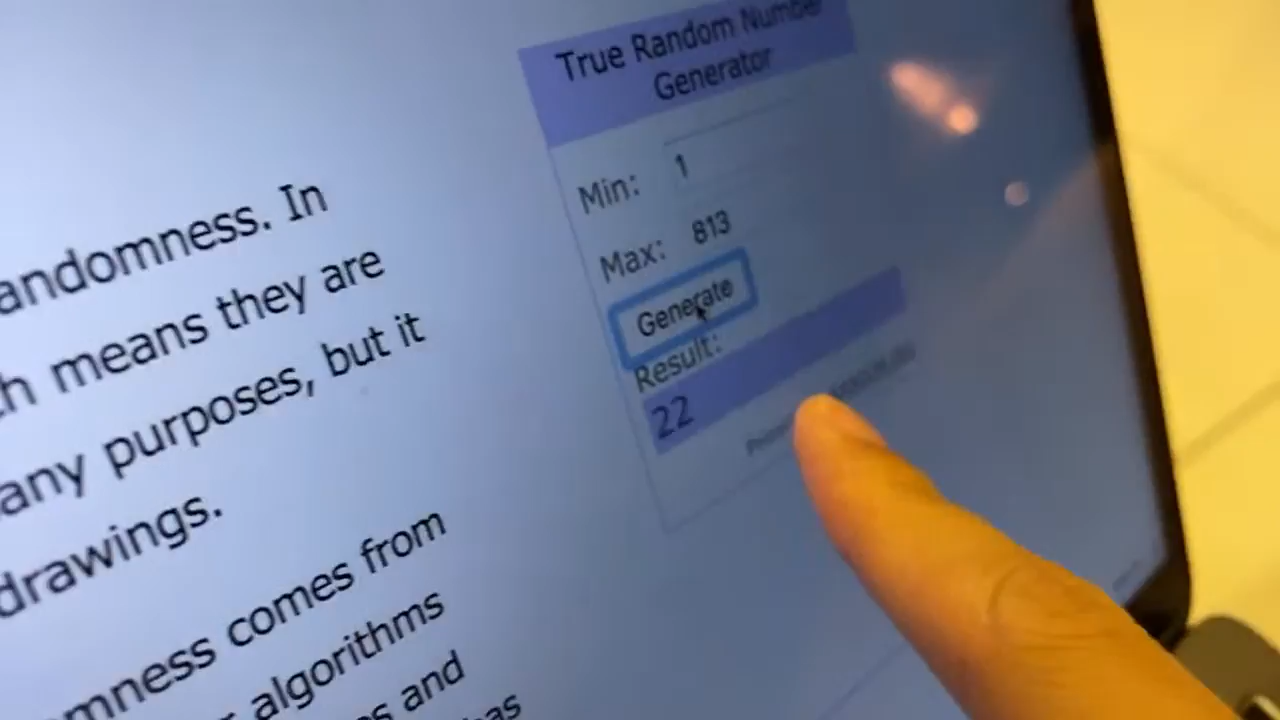 andomness. In
h means they are
any purposes, but it
drawings.
mness comes from
algorithms
s and
has
True Random Number
Generator
Min: 1
Max: 813
Generate
Result:
22